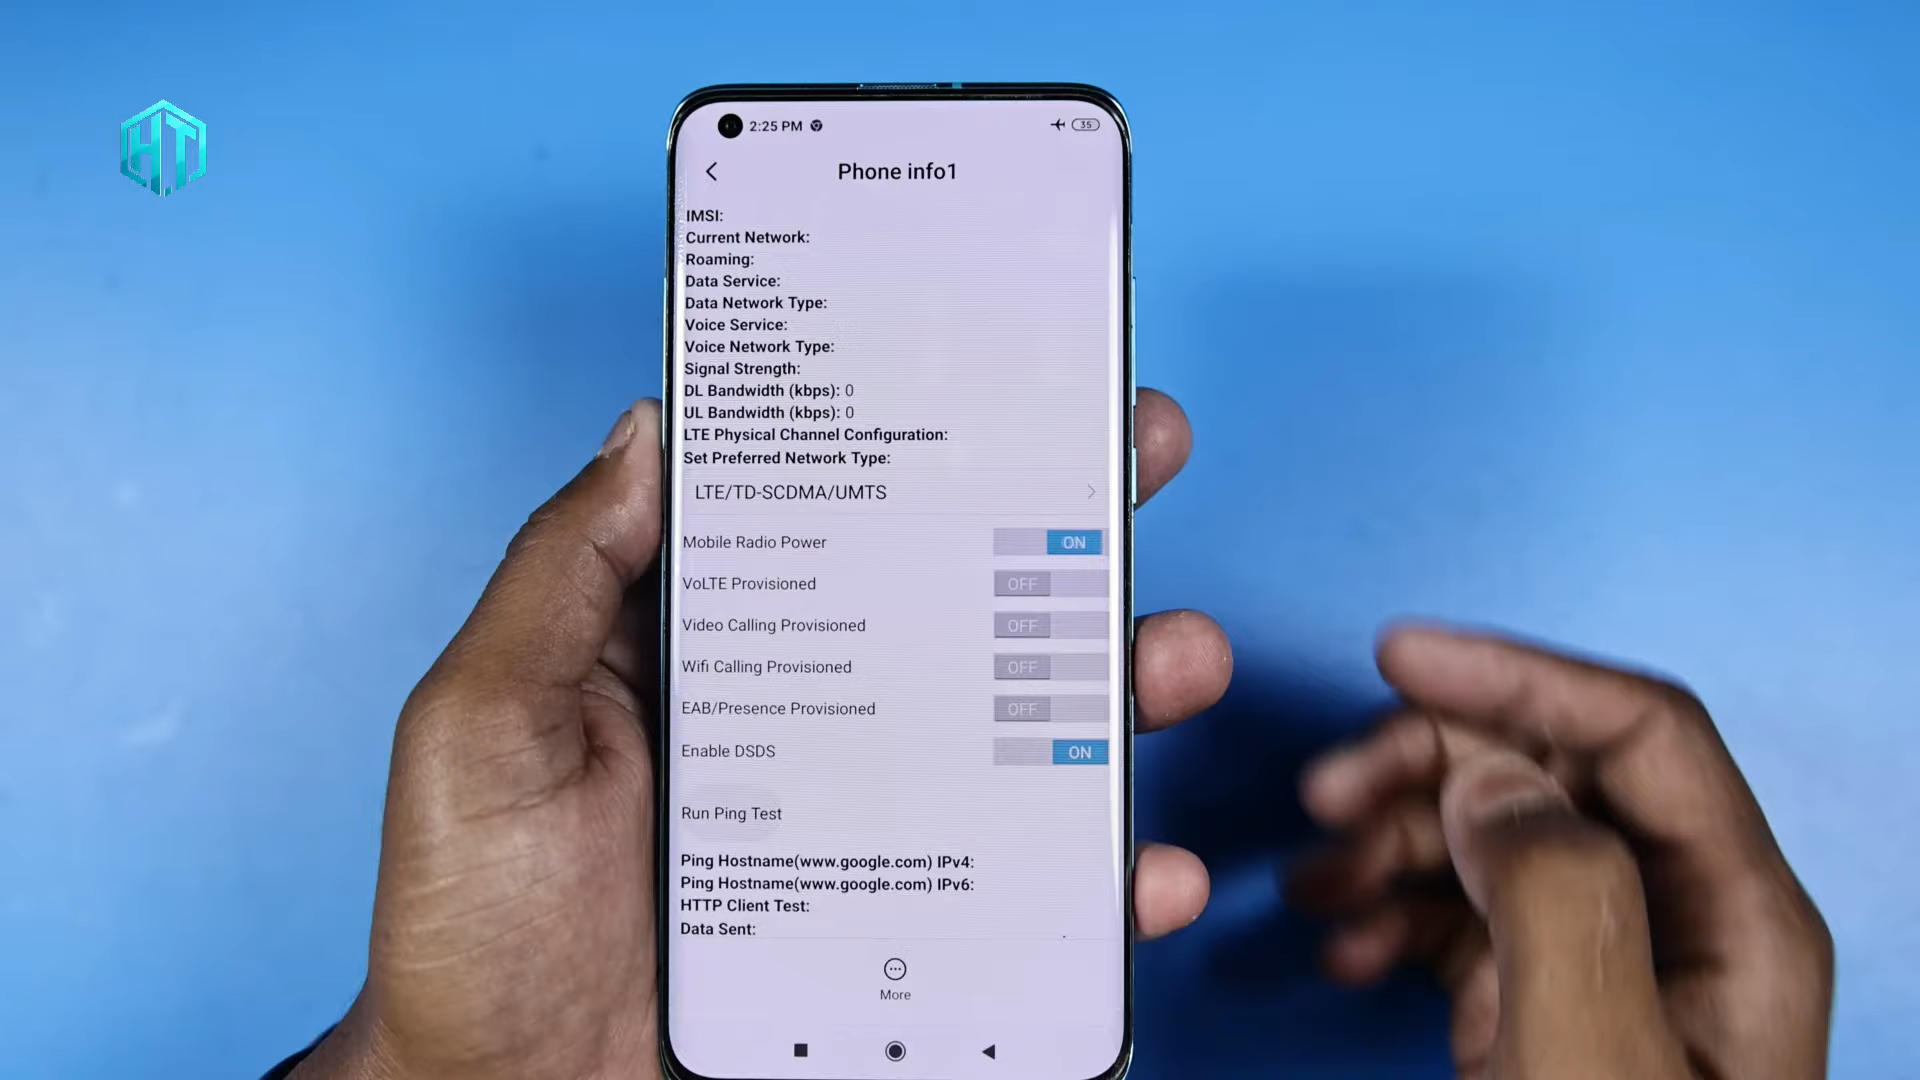 HT
2:25 PM
35
Phone info1
IMSI:
Current Network:
Roaming:
Data Service:
Data Network Type:
Voice Service:
Voice Network Type:
Signal Strength:
DL Bandwidth (kbps): 0
UL Bandwidth (kbps): 0
LTE Physical Channel Configuration:
Set Preferred Network Type:
LTE/TD-SCDMA/UMTS
Mobile Radio Power ON
VoLTE Provisioned OFF
Video Calling Provisioned OFF
Wifi Calling Provisioned OFF
EAB/Presence Provisioned OFF
Enable DSDS ON
Run Ping Test
Ping Hostname(www.google.com) IPv4:
Ping Hostname(www.google.com) IPv6:
HTTP Client Test:
Data Sent:
More